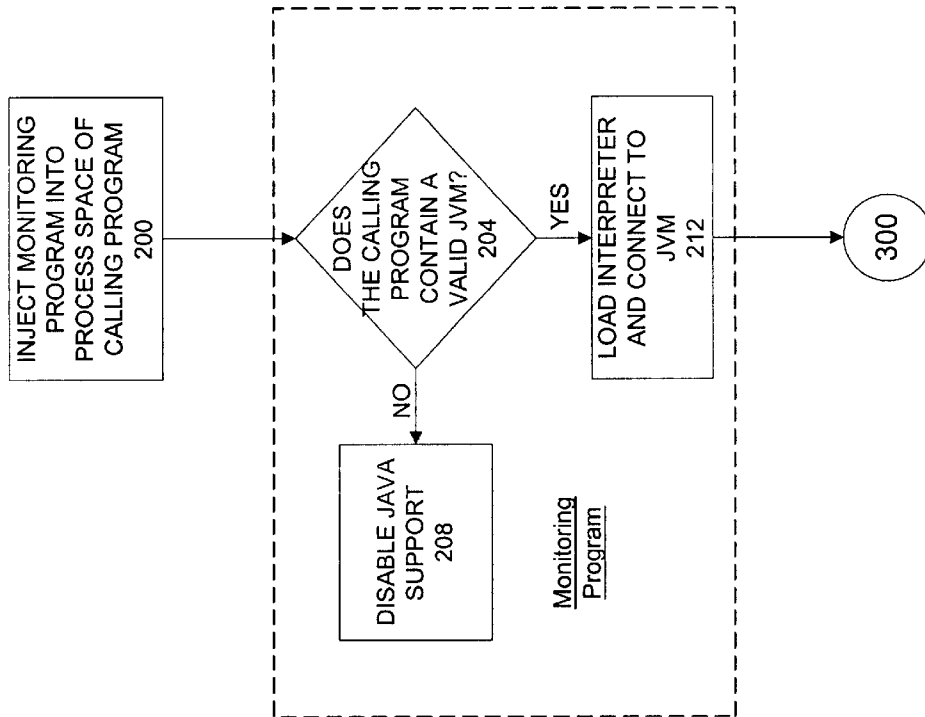 INJECT MONITORING
PROGRAM INTO
PROCESS SPACE OF
CALLING PROGRAM
200
DOES
THE CALLING
PROGRAM
CONTAIN A
VALID JVM?
204
NO
YES
DISABLE JAVA
SUPPORT
208
LOAD INTERPRETER
AND CONNECT TO
JVM
212
Monitoring
Program
300